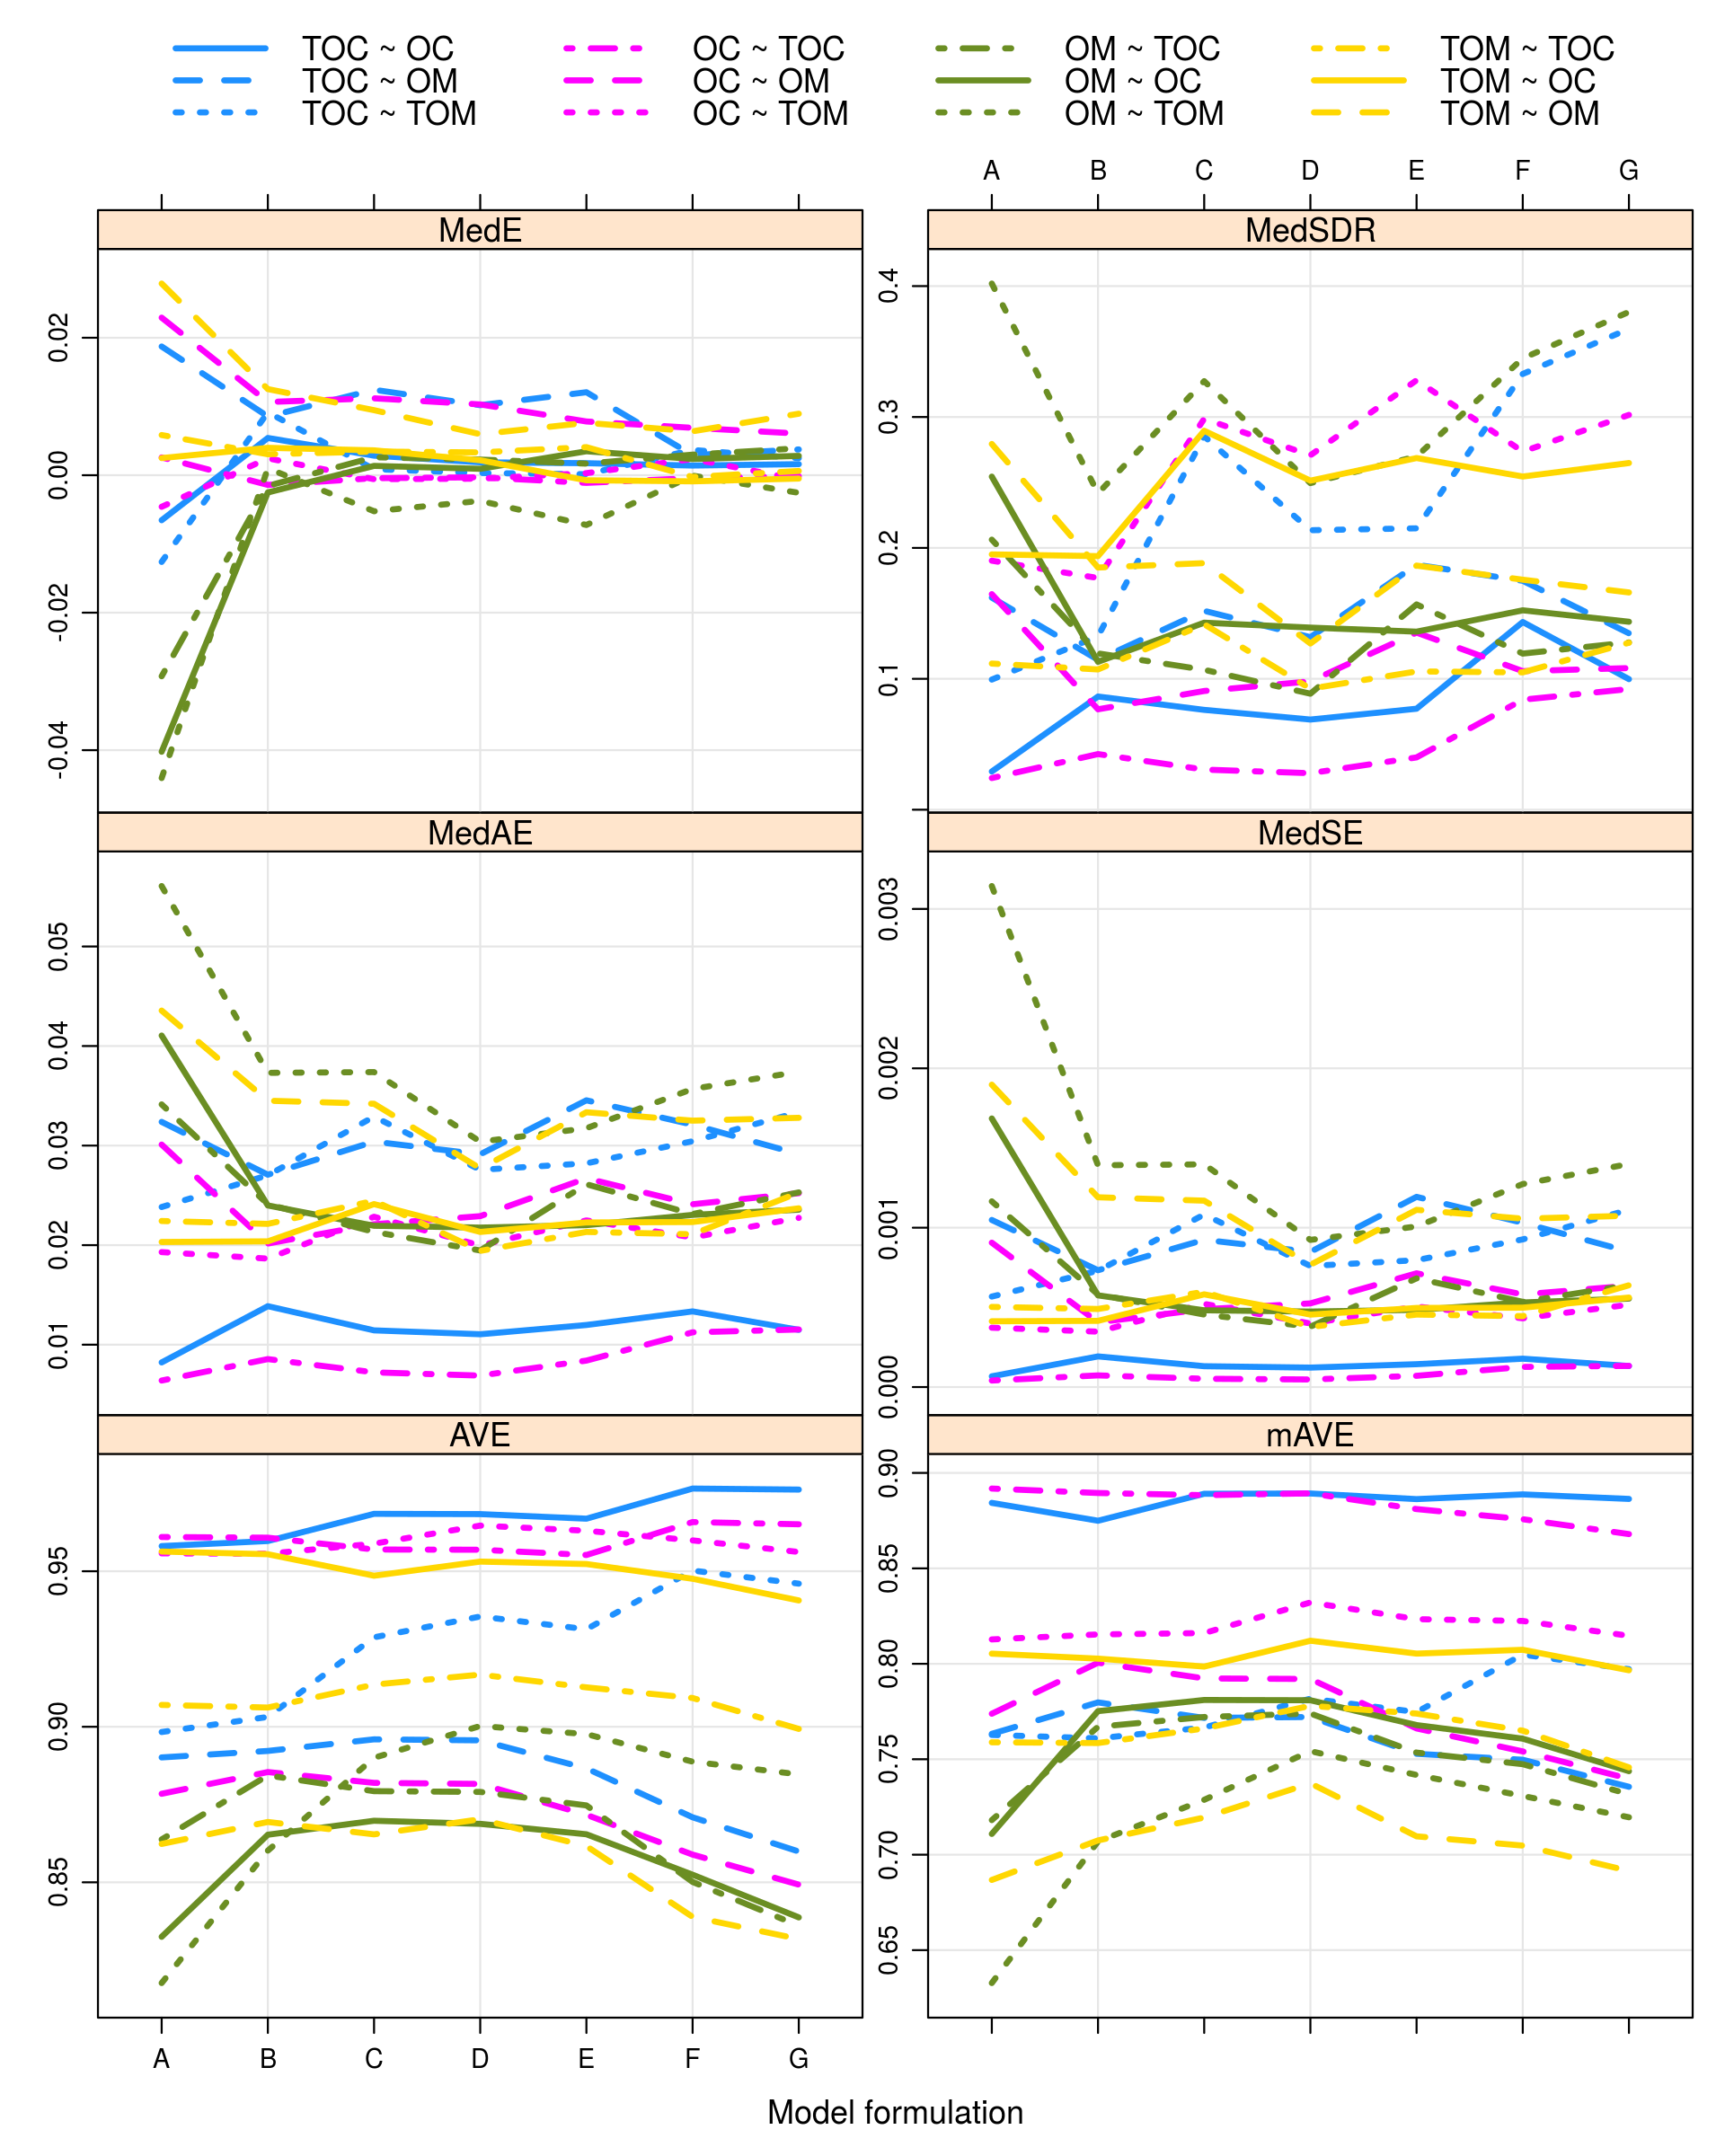 TOC ~ OC OC ~ TOC OM ~ TOC TOM ~ TOC
TOC ~ OM OC ~ OM OM ~ OC TOM ~ OC
TOC ~ TOM OC ~ TOM OM ~ TOM TOM ~ OM
A B C D E F G
MedE MedSDR
0.02
0.00
-0.02
-0.04
0.4
0.3
0.2
0.1
MedAE MedSE
0.05
0.04
0.03
0.02
0.01
0.003
0.002
0.001
0.000
AVE mAVE
0.95
0.90
0.85
0.90
0.85
0.80
0.75
0.70
0.65
A B C D E F G
Model formulation